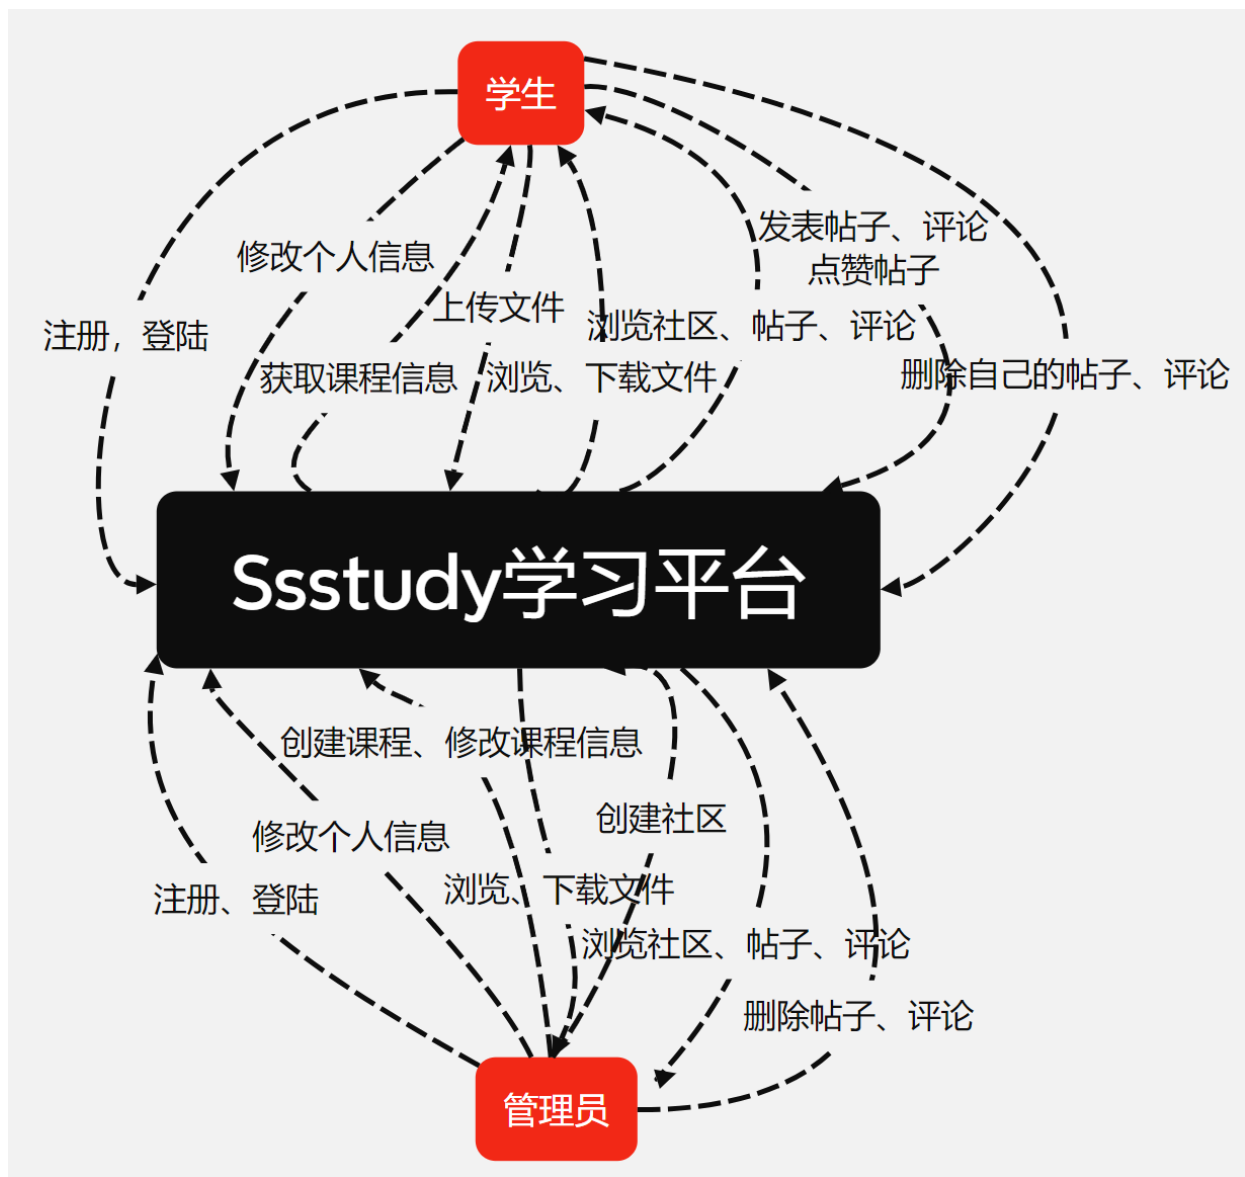 学生
发表帖子、评论
点赞帖子
修改个人信息
上传文件
浏览社区、帖子、评论
注册，登陆
获取课程信息
浏览、下载文件
删除自己的帖子、评论
Ssstudy学习平台
创建课程、修改课程信息
创建社区
修改个人信息
浏览、下载文件
注册、登陆
浏览社区、帖子、评论
删除帖子、评论
管理员